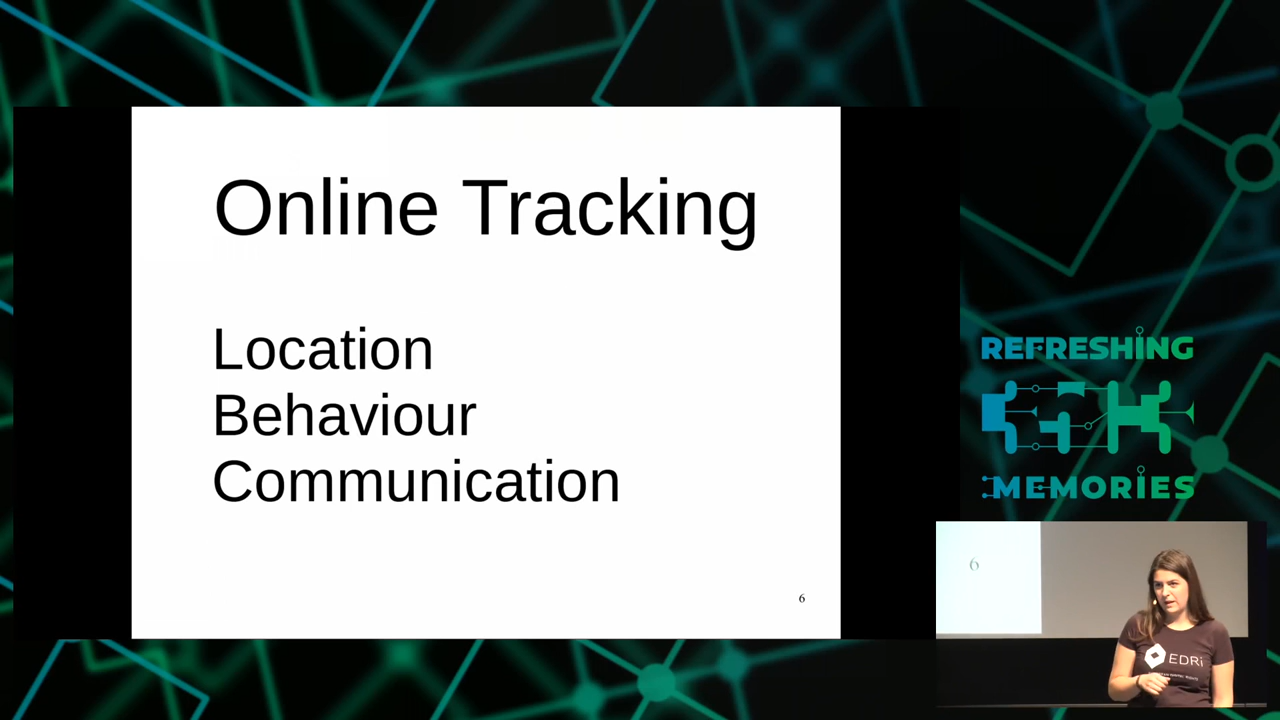 Online Tracking
Location
Behaviour
Communication
6
REFRESHING
MEMORIES
6
EDRi